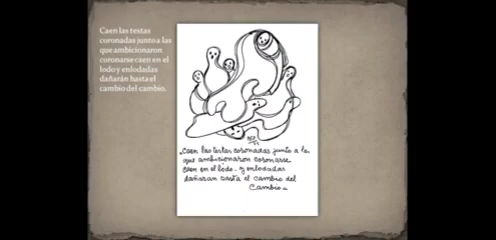 Caen las testas
coronadas junto a las
que ambicionaron
coronarse caen en el
lodo y enlodadas
dañarán hasta el
cambio del cambio.
„Caen las testas coronadas junto a la.
que ambicionaron coronarse
caen en el lodo. y enlodadas
dañaran hasta el cambio del
Cambio.„